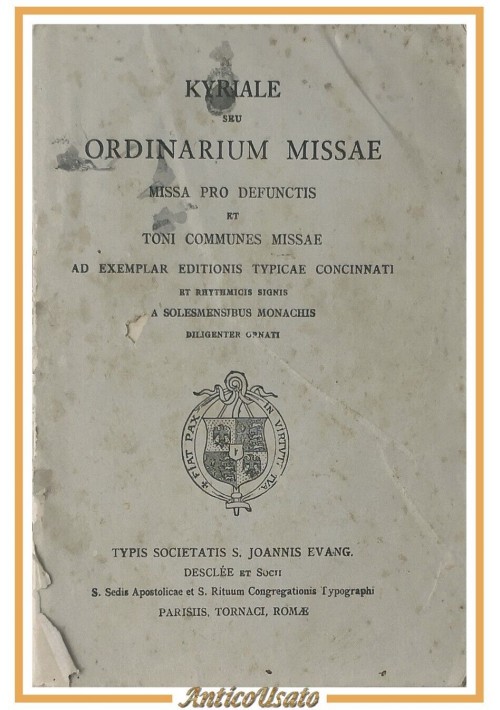 KYRIALE
SEU
ORDINARIUM MISSAE
MISSA PRO DEFUNCTIS
ET
TONI COMMUNES MISSAE
AD EXEMPLAR EDITIONIS TYPICAE CONCINNATI
ET RHYTHMICIS SIGNIS
A SOLESMENSIBUS MONACHIS
DILIGENTER ORNATI
✠ FIAT PAX IN VIRTUTE TUA
TYPIS SOCIETATIS S. JOANNIS EVANG.
DESCLÉE ET SOCII
S. Sedis Apostolicae et S. Rituum Congregationis Typographi
PARISIIS, TORNACI, ROMÆ
AnticoUsato